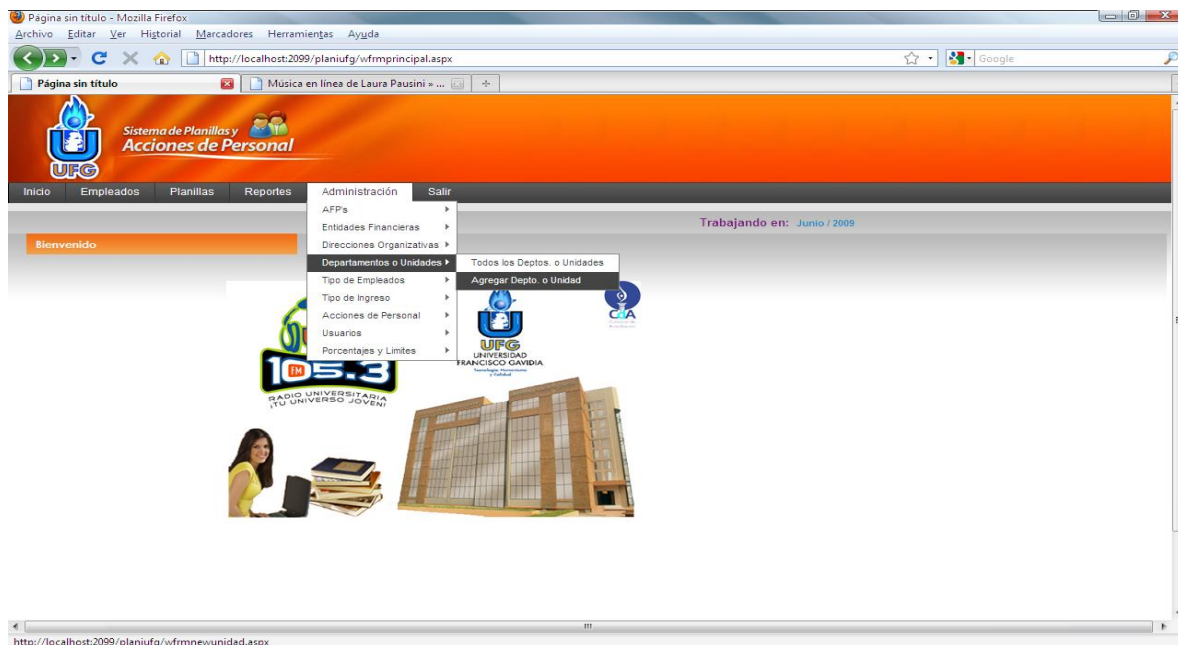 Página sin título - Mozilla Firefox
Archivo Editar Ver Historial Marcadores Herramientas Ayuda
http://localhost:2099/planiufg/wfrmprincipal.aspx
Google
Página sin título
Música en línea de Laura Pausini » ...
Sistema de Planillas y
Acciones de Personal
UFG
Inicio Empleados Planillas Reportes Administración Salir
Trabajando en: Junio / 2009
Bienvenido
AFP's
Entidades Financieras
Direcciones Organizativas
Departamentos o Unidades
Tipo de Empleados
Tipo de Ingreso
Acciones de Personal
Usuarios
Porcentajes y Limites
Todos los Deptos. o Unidades
Agregar Depto. o Unidad
CdA
UFG
UNIVERSIDAD
FRANCISCO GAVIDIA
FM
105.3
RADIO UNIVERSITARIA
¡TU UNIVERSO JOVEN!
http://localhost:2099/planiufg/wfrmnewunidad.aspx